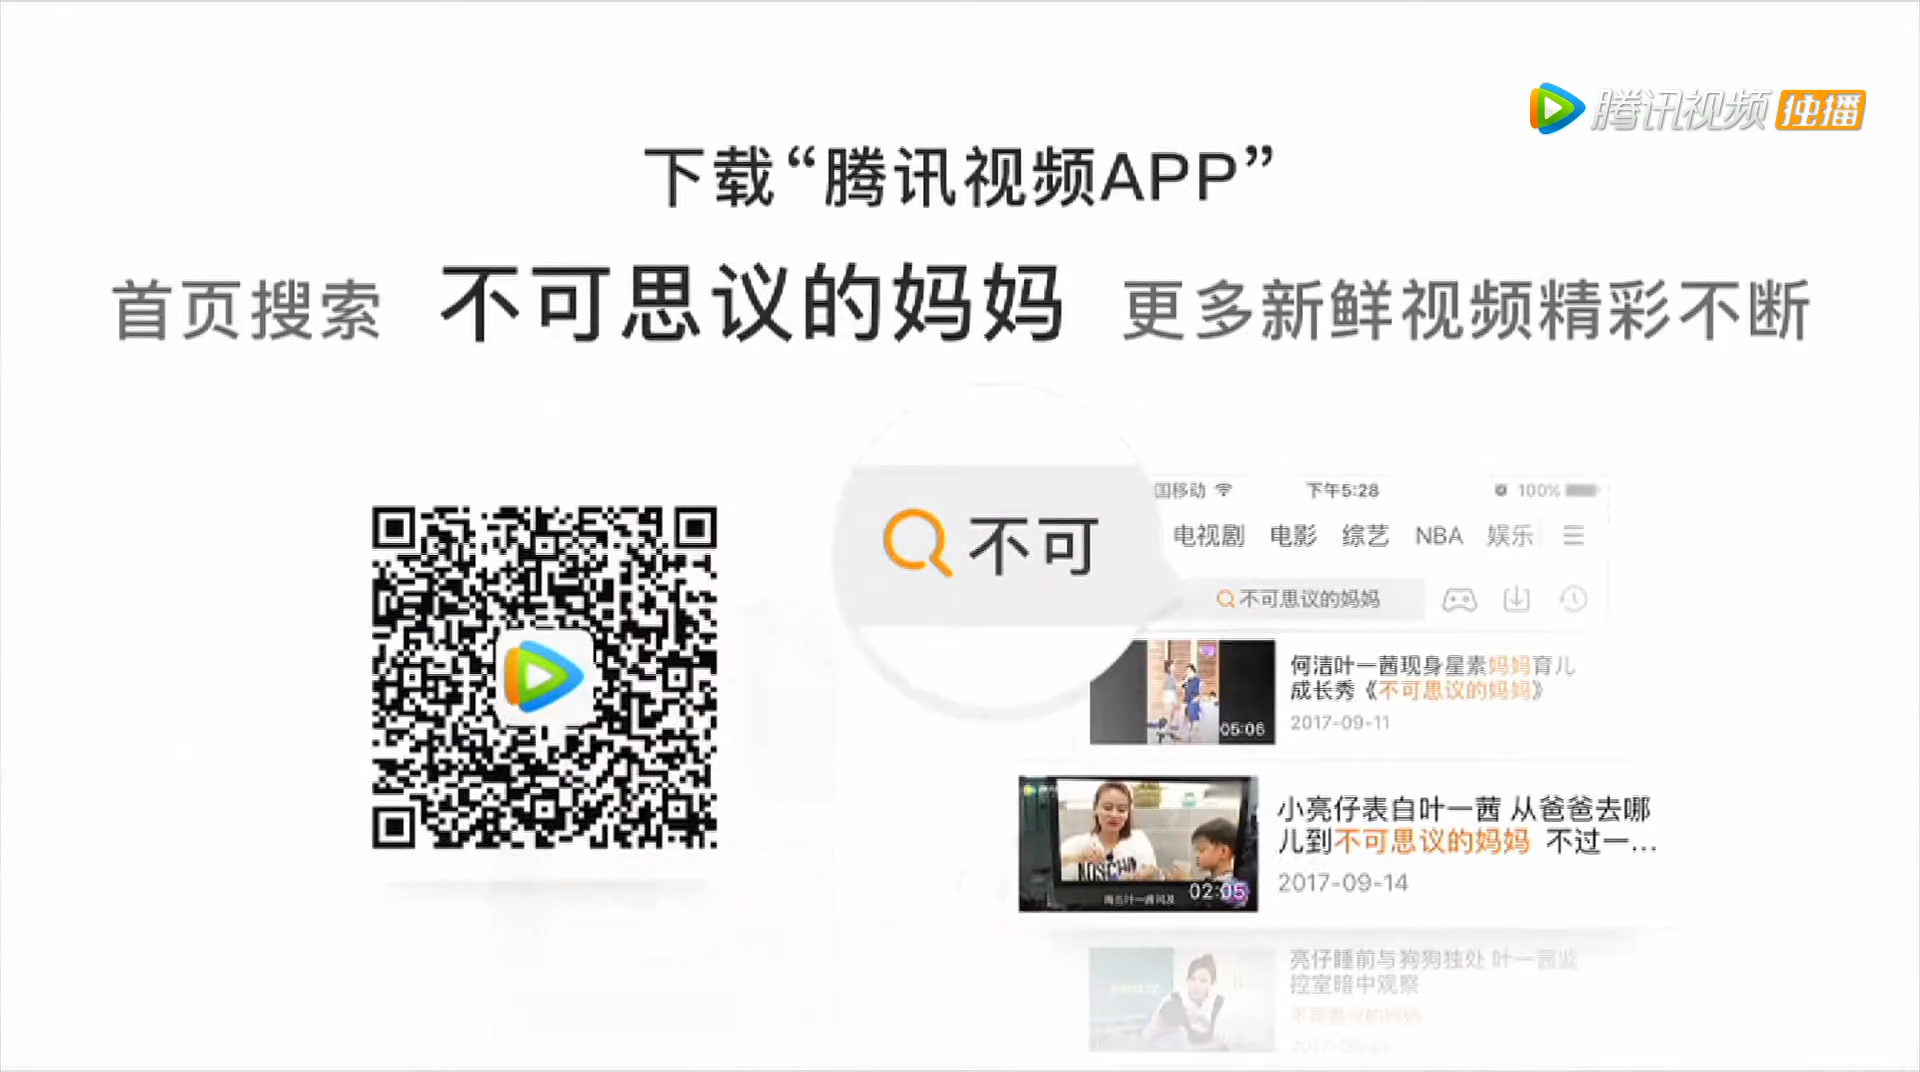 腾讯视频 独播
下载“腾讯视频APP”
首页搜索 不可思议的妈妈 更多新鲜视频精彩不断
不可
国移动 下午5:28 100%
电视剧 电影 综艺 NBA 娱乐
不可思议的妈妈
何洁叶一茜现身星素妈妈育儿
成长秀《不可思议的妈妈》
2017-09-11
05:06
小亮仔表白叶一茜 从爸爸去哪
儿到不可思议的妈妈 不过一...
2017-09-14
02:05
亮仔睡前与狗狗独处 叶一茜监
控室暗中观察
不可思议的妈妈